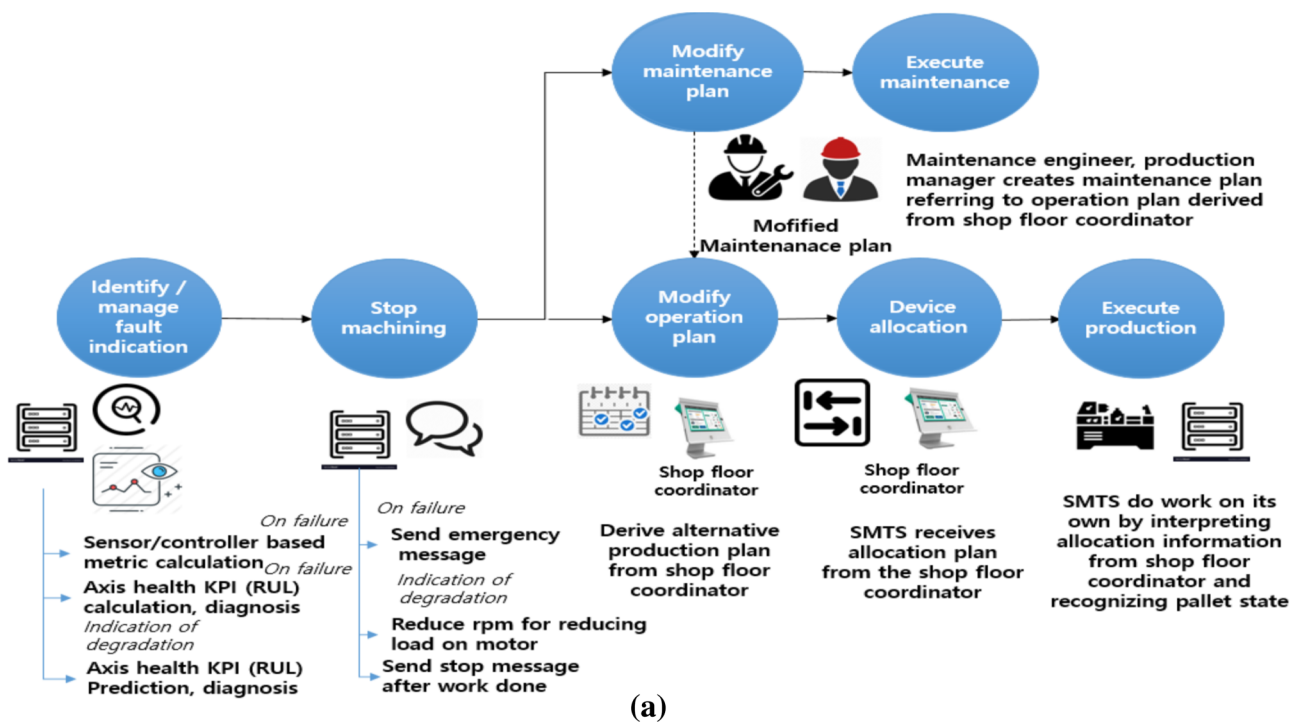 Modify
maintenance
plan
Execute
maintenance
Maintenance engineer, production
manager creates maintenance plan
referring to operation plan derived
from shop floor coordinator
Mofified
Maintenanace plan
Identify /
manage
fault
indication
Stop
machining
Modify
operation
plan
Device
allocation
Execute
production
On failure
Sensor/controller based
metric calculation
On failure
Axis health KPI (RUL)
calculation, diagnosis
Indication of
degradation
Axis health KPI (RUL)
Prediction, diagnosis
On failure
Send emergency
message
Indication of
degradation
Reduce rpm for reducing
load on motor
Send stop message
after work done
Shop floor
coordinator
Derive alternative
production plan
from shop floor
coordinator
Shop floor
coordinator
SMTS receives
allocation plan
from the shop floor
coordinator
SMTS do work on its
own by interpreting
allocation information
from shop floor
coordinator and
recognizing pallet state
(a)